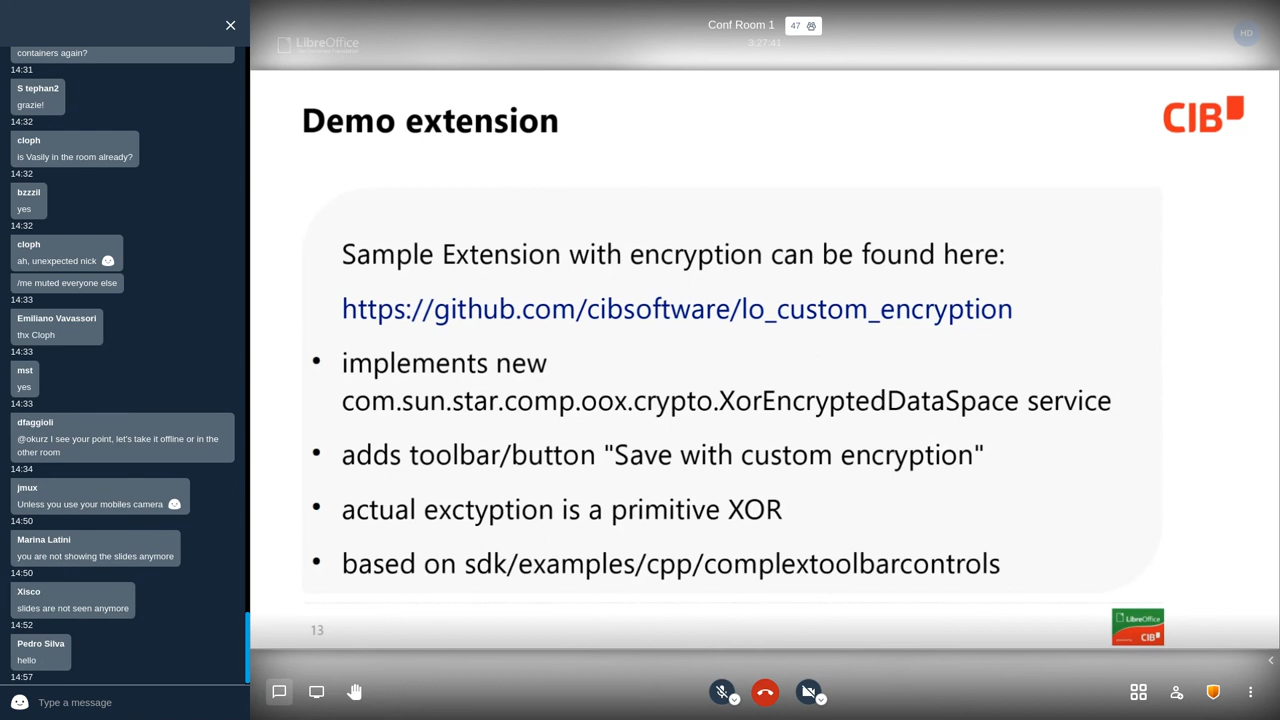 containers again?
14:31
S tephan2
grazie!
14:32
cloph
is Vasily in the room already?
14:32
bzzzil
yes
14:32
cloph
ah, unexpected nick
/me muted everyone else
14:33
Emiliano Vavassori
thx Cloph
14:33
mst
yes
14:33
dfaggioli
@okurz I see your point, let's take it offline or in the
other room
14:34
jmux
Unless you use your mobiles camera
14:50
Marina Latini
you are not showing the slides anymore
14:50
Xisco
slides are not seen anymore
14:52
Pedro Silva
hello
14:57
Type a message
Conf Room 1
47
3:27:41
HD
LibreOffice
Demo extension
CIB
Sample Extension with encryption can be found here:
https://github.com/cibsoftware/lo_custom_encryption
• implements new
com.sun.star.comp.oox.crypto.XorEncryptedDataSpace service
• adds toolbar/button "Save with custom encryption"
• actual exctyption is a primitive XOR
• based on sdk/examples/cpp/complextoolbarcontrols
13
LibreOffice
CIB